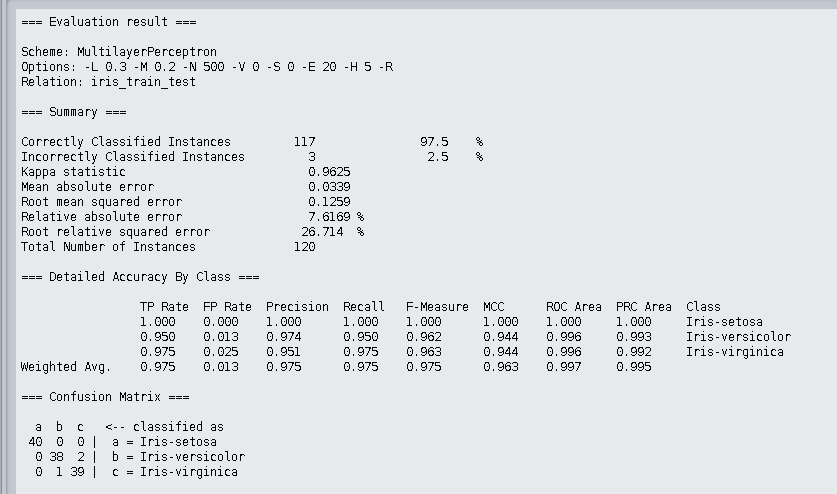 === Evaluation result ===
Scheme: MultilayerPerceptron
Options: -L 0.3 -M 0.2 -N 500 -V 0 -S 0 -E 20 -H 5 -R
Relation: iris_train_test
=== Summary ===
Correctly Classified Instances 117 97.5 %
Incorrectly Classified Instances 3 2.5 %
Kappa statistic 0.9625
Mean absolute error 0.0339
Root mean squared error 0.1259
Relative absolute error 7.6169 %
Root relative squared error 26.714 %
Total Number of Instances 120
=== Detailed Accuracy By Class ===
TP Rate FP Rate Precision Recall F-Measure MCC ROC Area PRC Area Class
1.000 0.000 1.000 1.000 1.000 1.000 1.000 1.000 Iris-setosa
0.950 0.013 0.974 0.950 0.962 0.944 0.996 0.993 Iris-versicolor
0.975 0.025 0.951 0.975 0.963 0.944 0.996 0.992 Iris-virginica
Weighted Avg. 0.975 0.013 0.975 0.975 0.975 0.963 0.997 0.995
=== Confusion Matrix ===
a b c <-- classified as
40 0 0 | a = Iris-setosa
0 38 2 | b = Iris-versicolor
0 1 39 | c = Iris-virginica